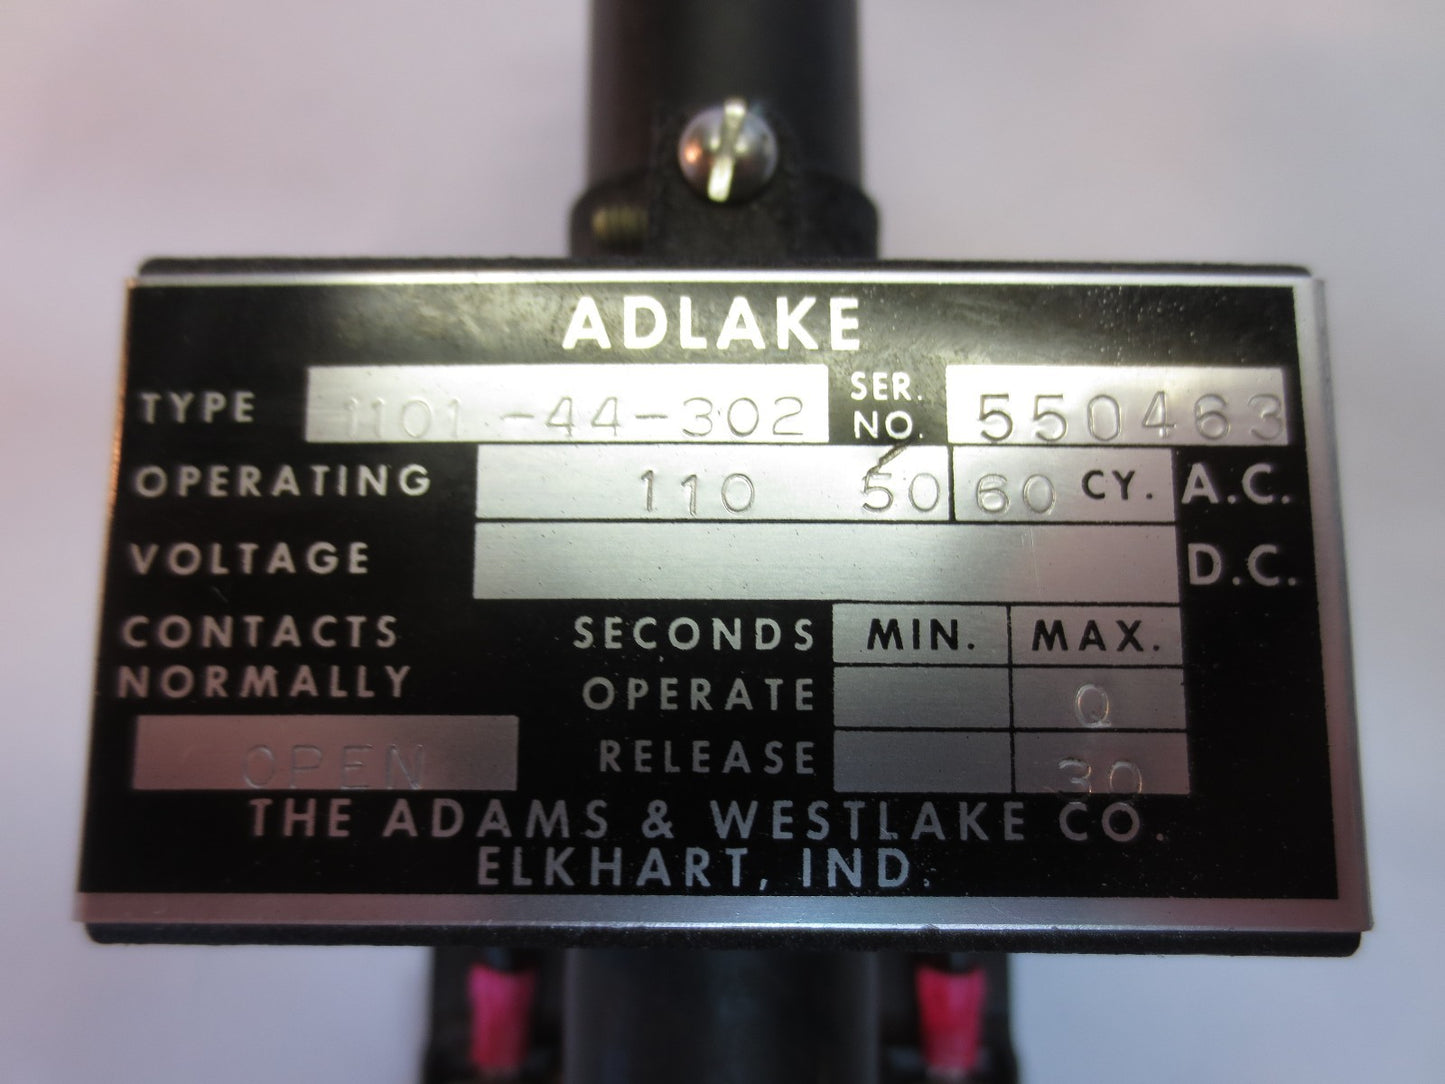 ADLAKE
TYPE 1101-44-302 SER. NO. 550463
OPERATING 110 50 60 CY. A.C.
VOLTAGE D.C.
CONTACTS SECONDS MIN. MAX.
NORMALLY OPERATE Q
OPEN RELEASE 30
THE ADAMS & WESTLAKE CO.
ELKHART, IND.